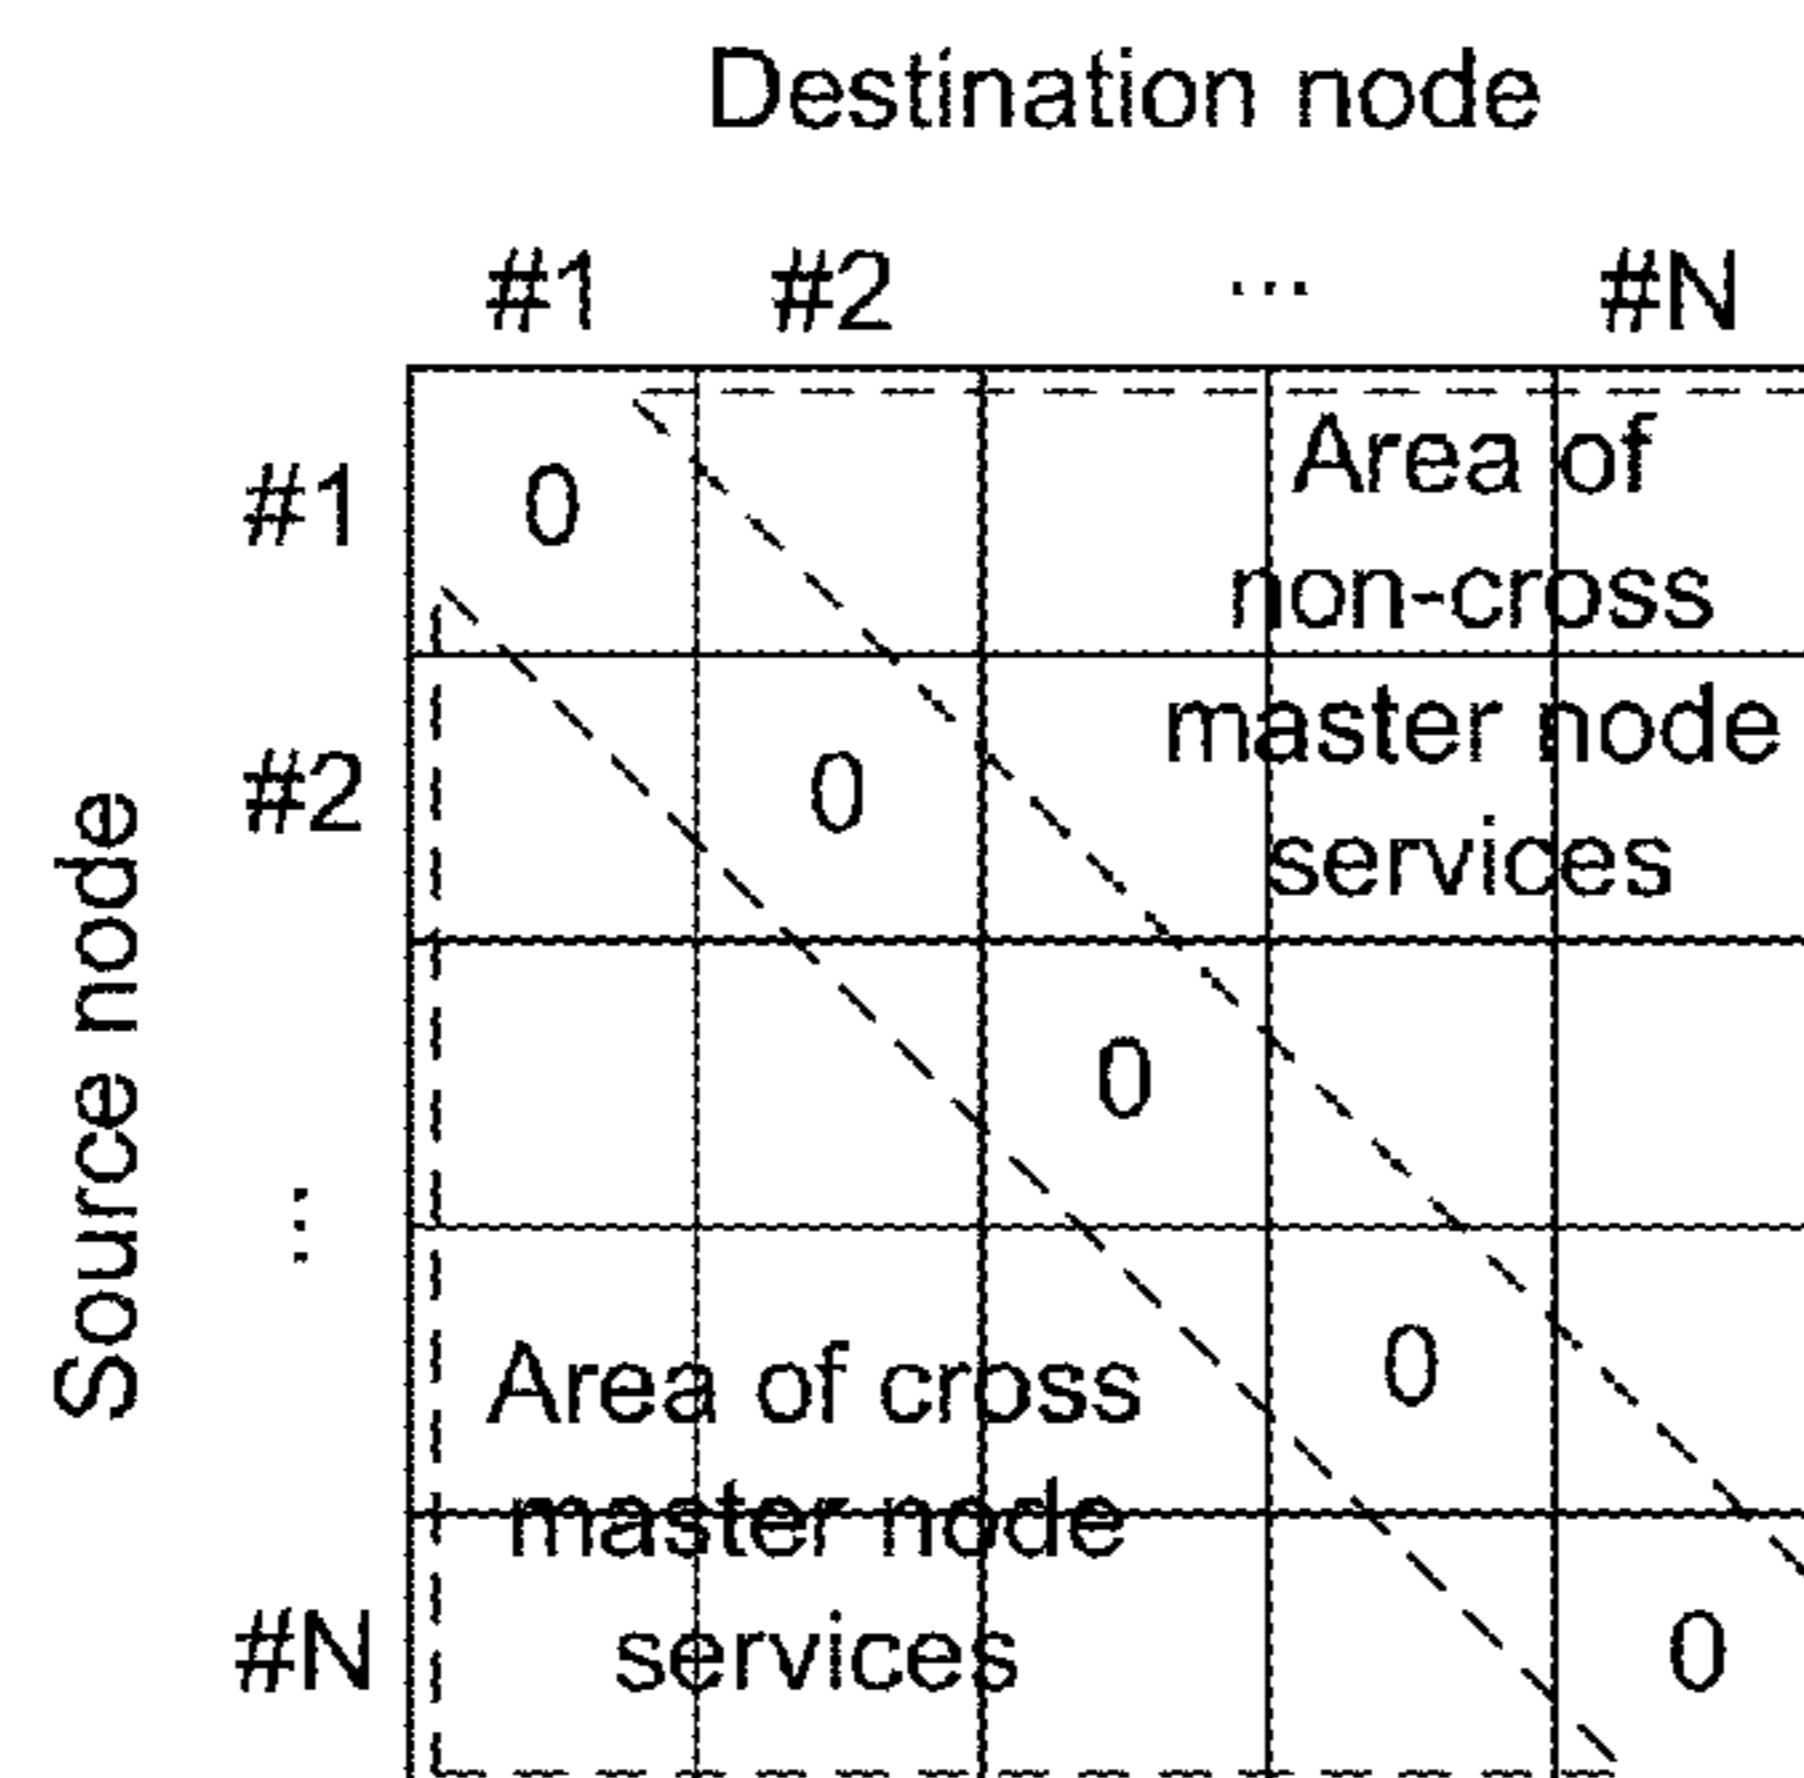 Destination node
#1 #2 ... #N
#1 0
Area of
non-cross
master node
services
Source node
#2 0
0
⋮
0
Area of cross
master node
services
#N 0